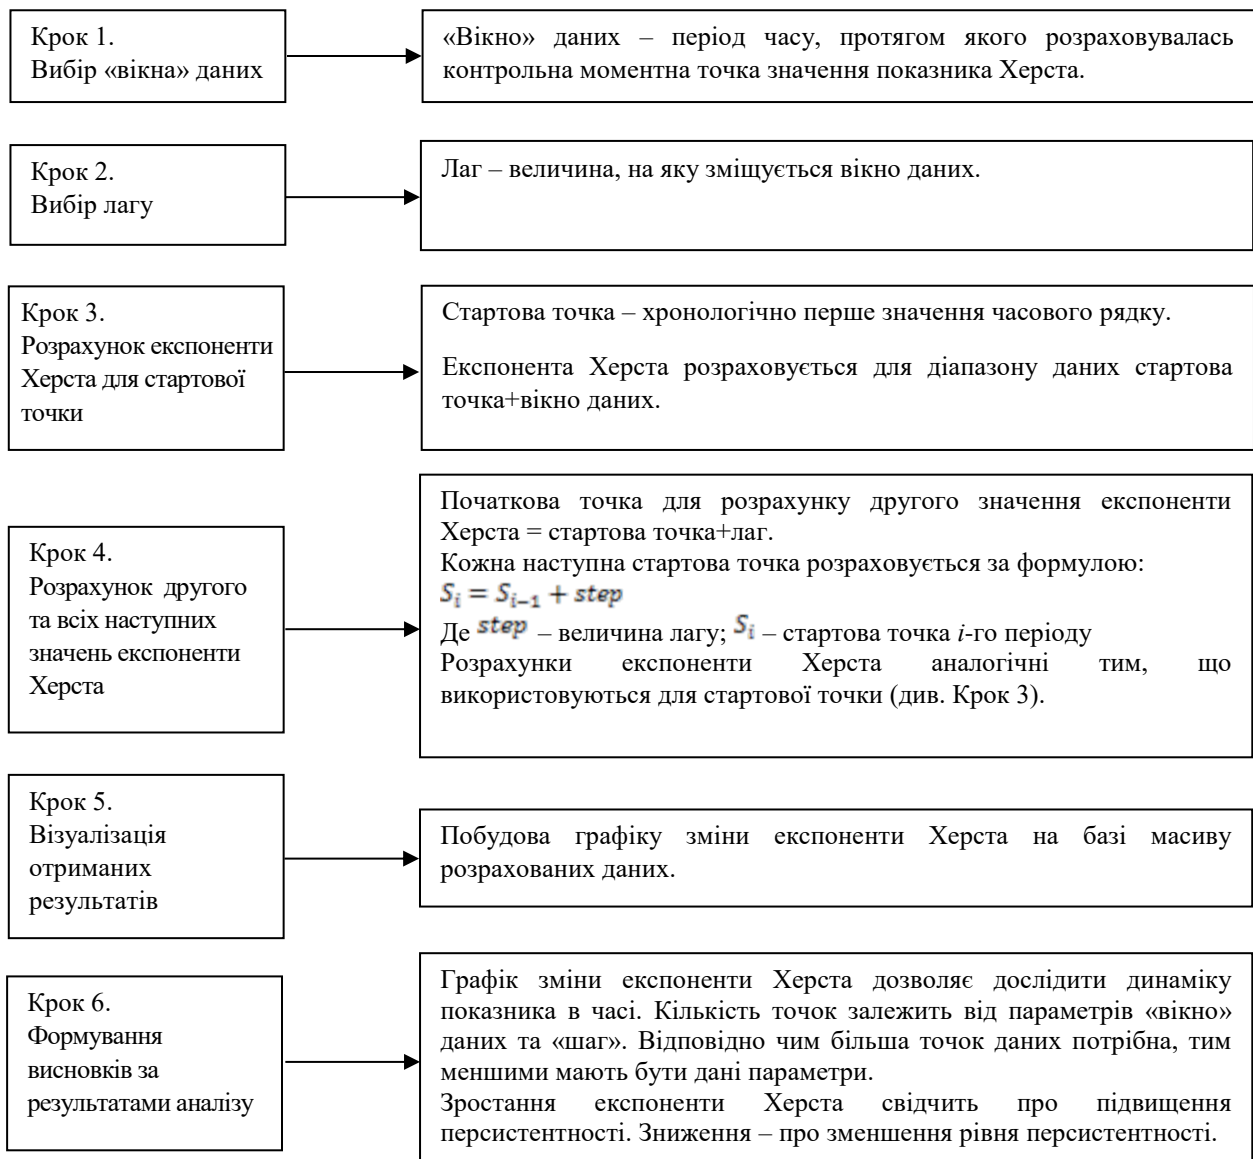 Крок 1.
Вибір «вікна» даних
«Вікно» даних – період часу, протягом якого розраховувалась
контрольна моментна точка значення показника Херста.
Крок 2.
Вибір лагу
Лаг – величина, на яку зміщується вікно даних.
Крок 3.
Розрахунок експоненти
Херста для стартової
точки
Стартова точка – хронологічно перше значення часового рядку.
Експонента Херста розраховується для діапазону даних стартова
точка+вікно даних.
Крок 4.
Розрахунок другого
та всіх наступних
значень експоненти
Херста
Початкова точка для розрахунку другого значення експоненти
Херста = стартова точка+лаг.
Кожна наступна стартова точка розраховується за формулою:
S_i = S_{i-1} + step
Де step – величина лагу; S_i – стартова точка i-го періоду
Розрахунки експоненти Херста аналогічні тим, що
використовуються для стартової точки (див. Крок 3).
Крок 5.
Візуалізація
отриманих
результатів
Побудова графіку зміни експоненти Херста на базі масиву
розрахованих даних.
Крок 6.
Формування
висновків за
результатами аналізу
Графік зміни експоненти Херста дозволяє дослідити динаміку
показника в часі. Кількість точок залежить від параметрів «вікно»
даних та «шаг». Відповідно чим більша точок даних потрібна, тим
меншими мають бути дані параметри.
Зростання експоненти Херста свідчить про підвищення
персистентності. Зниження – про зменшення рівня персистентності.